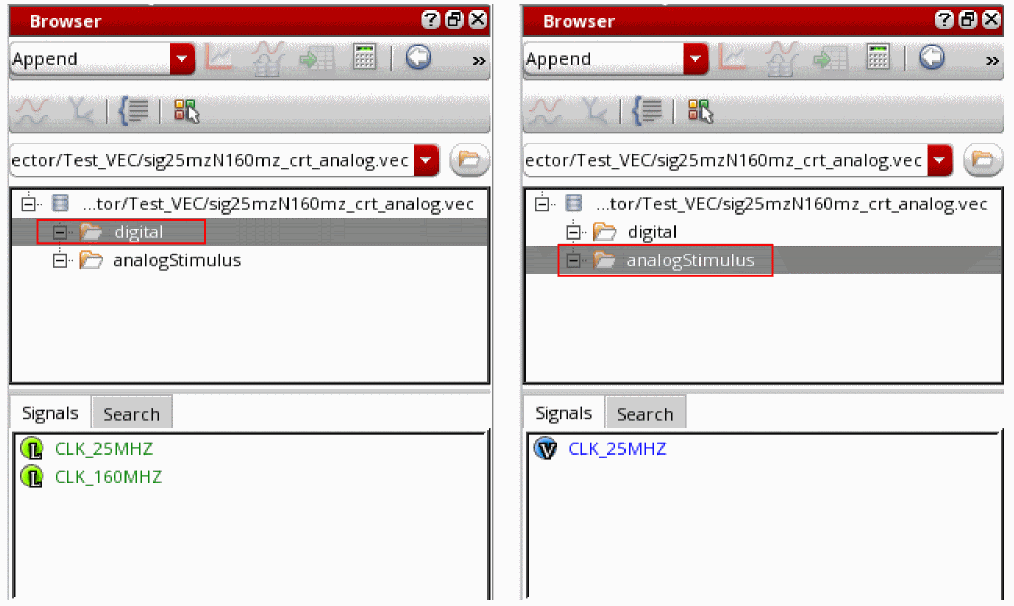 Browser
Append
»
ector/Test_VEC/sig25mzN160mz_crt_analog.vec
...tor/Test_VEC/sig25mzN160mz_crt_analog.vec
digital
analogStimulus
Signals
Search
CLK_25MHZ
CLK_160MHZ
Browser
Append
»
ector/Test_VEC/sig25mzN160mz_crt_analog.vec
...tor/Test_VEC/sig25mzN160mz_crt_analog.vec
digital
analogStimulus
Signals
Search
V CLK_25MHZ